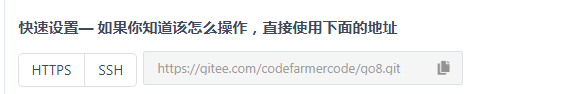 快速设置— 如果你知道该怎么操作，直接使用下面的地址
HTTPS SSH https://gitee.com/codefarmercode/go8.git